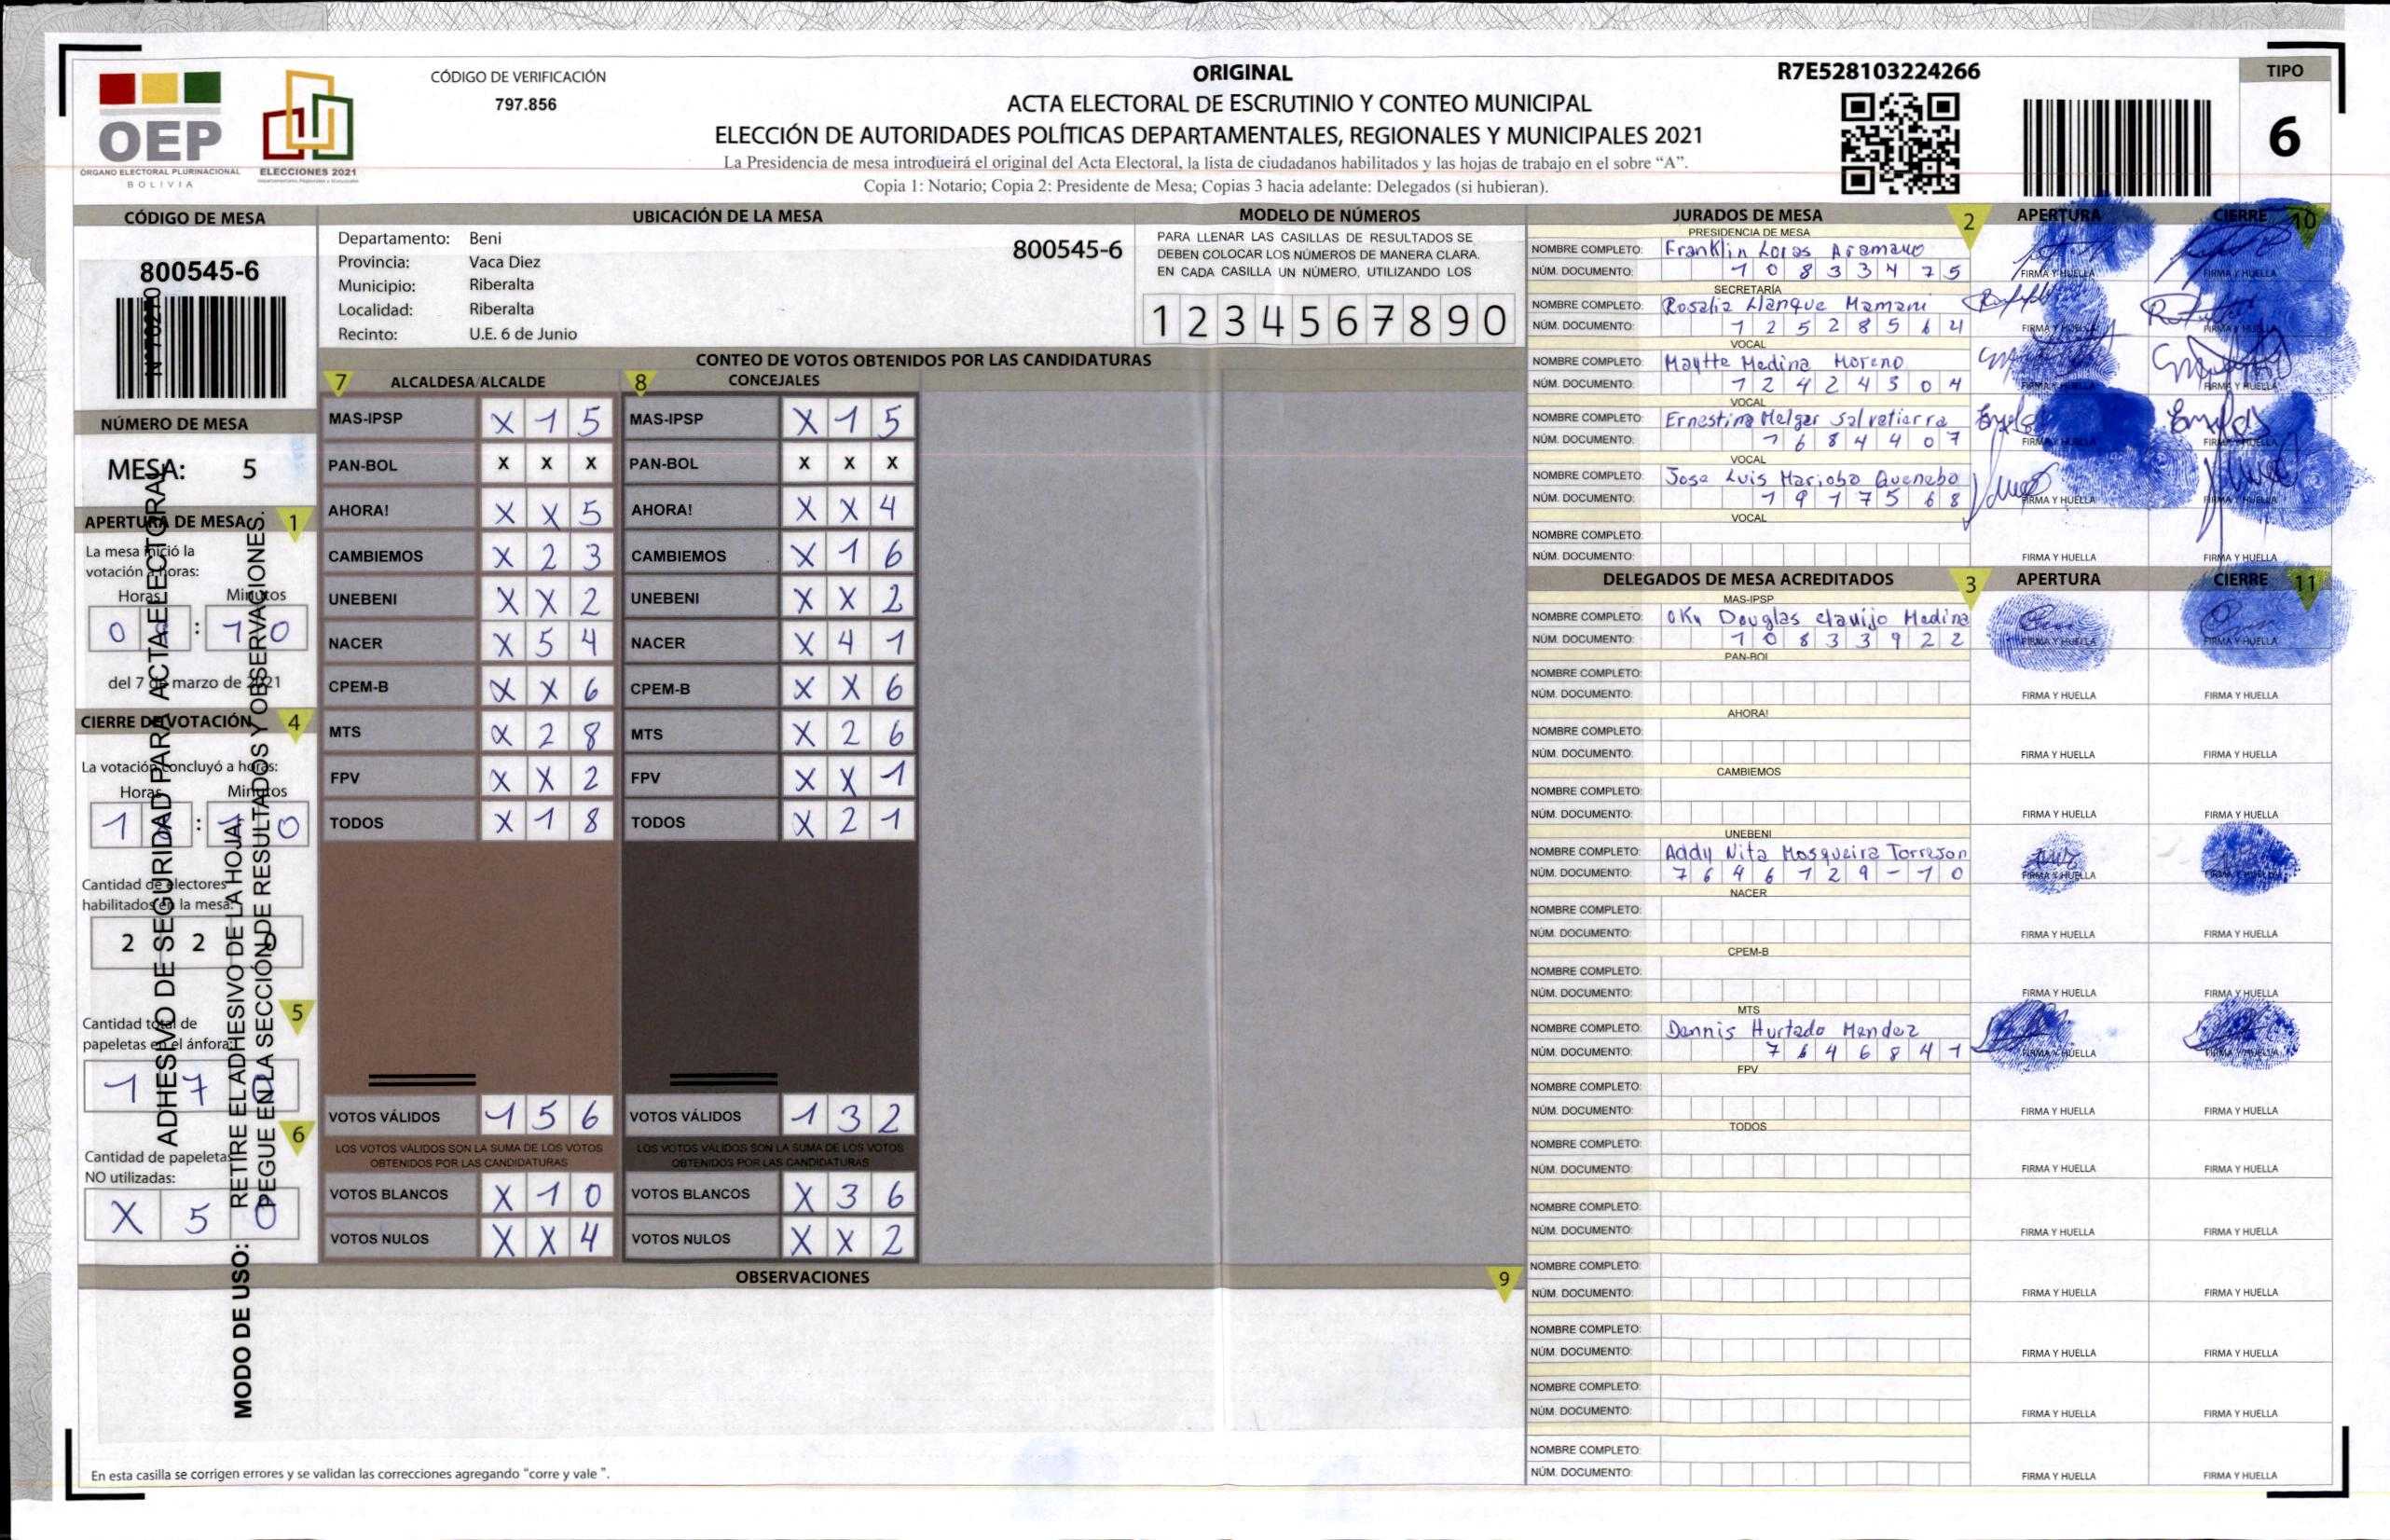 ORIGINAL
R7E528103224266
TIPO
6
OEP
ÓRGANO ELECTORAL PLURINACIONAL
BOLIVIA
ELECCIONES 2021
CÓDIGO DE VERIFICACIÓN
797.856
ACTA ELECTORAL DE ESCRUTINIO Y CONTEO MUNICIPAL
ELECCIÓN DE AUTORIDADES POLÍTICAS DEPARTAMENTALES, REGIONALES Y MUNICIPALES 2021
La Presidencia de mesa introdueirá el original del Acta Electoral, la lista de ciudadanos habilitados y las hojas de trabajo en el sobre “A”.
Copia 1: Notario; Copia 2: Presidente de Mesa; Copias 3 hacia adelante: Delegados (si hubieran).
CÓDIGO DE MESA
800545-6
NÚMERO DE MESA
MESA: 5
APERTURA DE MESA 1
La mesa inició la
votación a horas:
Horas Minutos
0 : 10
del 7 de marzo de 2021
CIERRE DE VOTACIÓN 4
La votación concluyó a horas:
Horas Minutos
1 : 0
Cantidad de electores
habilitados en la mesa:
2 2
5
Cantidad total de
papeletas en el ánfora:
1 7
6
Cantidad de papeletas
NO utilizadas:
X 5 0
ADHESIVO DE SEGURIDAD PARA ACTA ELECTORAL
MODO DE USO: RETIRE EL ADHESIVO DE LA HOJA
PEGUE EN LA SECCIÓN DE RESULTADOS Y OBSERVACIONES.
UBICACIÓN DE LA MESA
Departamento: Beni
800545-6
Provincia: Vaca Diez
Municipio: Riberalta
Localidad: Riberalta
Recinto: U.E. 6 de Junio
MODELO DE NÚMEROS
PARA LLENAR LAS CASILLAS DE RESULTADOS SE
DEBEN COLOCAR LOS NÚMEROS DE MANERA CLARA.
EN CADA CASILLA UN NÚMERO, UTILIZANDO LOS
1 2 3 4 5 6 7 8 9 0
CONTEO DE VOTOS OBTENIDOS POR LAS CANDIDATURAS
7 ALCALDESA/ALCALDE 8 CONCEJALES
MAS-IPSP X 1 5 MAS-IPSP X 1 5
PAN-BOL X X X PAN-BOL X X X
AHORA! X X 5 AHORA! X X 4
CAMBIEMOS X 2 3 CAMBIEMOS X 1 6
UNEBENI X X 2 UNEBENI X X 2
NACER X 5 4 NACER X 4 1
CPEM-B X X 6 CPEM-B X X 6
MTS X 2 8 MTS X 2 6
FPV X X 2 FPV X X 1
TODOS X 1 8 TODOS X 2 1
VOTOS VÁLIDOS 1 5 6 VOTOS VÁLIDOS 1 3 2
LOS VOTOS VÁLIDOS SON LA SUMA DE LOS VOTOS LOS VOTOS VÁLIDOS SON LA SUMA DE LOS VOTOS
OBTENIDOS POR LAS CANDIDATURAS OBTENIDOS POR LAS CANDIDATURAS
VOTOS BLANCOS X 1 0 VOTOS BLANCOS X 3 6
VOTOS NULOS X X 4 VOTOS NULOS X X 2
OBSERVACIONES 9
En esta casilla se corrigen errores y se validan las correcciones agregando “corre y vale ”.
JURADOS DE MESA 2 APERTURA CIERRE 10
PRESIDENCIA DE MESA
NOMBRE COMPLETO: Franklin Aramayo
NÚM. DOCUMENTO: 1 0 8 3 3 4 7 5 FIRMA Y HUELLA FIRMA Y HUELLA
SECRETARÍA
NOMBRE COMPLETO: Rosalia Llanque Mamani
NÚM. DOCUMENTO: 1 2 5 2 8 5 6 4 FIRMA Y HUELLA FIRMA Y HUELLA
VOCAL
NOMBRE COMPLETO: Maytte Medina Moreno
NÚM. DOCUMENTO: 1 2 4 2 4 3 0 4 FIRMA Y HUELLA FIRMA Y HUELLA
VOCAL
NOMBRE COMPLETO: Ernestina Melgar Salvatierra
NÚM. DOCUMENTO: 1 6 8 4 4 0 7 FIRMA Y HUELLA FIRMA Y HUELLA
VOCAL
NOMBRE COMPLETO: Jose Luis Mariobo Quenebo
NÚM. DOCUMENTO: 1 9 1 7 5 6 8 FIRMA Y HUELLA FIRMA Y HUELLA
VOCAL
NOMBRE COMPLETO:
NÚM. DOCUMENTO: FIRMA Y HUELLA FIRMA Y HUELLA
DELEGADOS DE MESA ACREDITADOS 3 APERTURA CIERRE 11
MAS-IPSP
NOMBRE COMPLETO: Douglas Clavijo Medina
NÚM. DOCUMENTO: 1 0 8 3 3 9 2 2 FIRMA Y HUELLA FIRMA Y HUELLA
PAN-BOL
NOMBRE COMPLETO:
NÚM. DOCUMENTO: FIRMA Y HUELLA FIRMA Y HUELLA
AHORA!
NOMBRE COMPLETO:
NÚM. DOCUMENTO: FIRMA Y HUELLA FIRMA Y HUELLA
CAMBIEMOS
NOMBRE COMPLETO:
NÚM. DOCUMENTO: FIRMA Y HUELLA FIRMA Y HUELLA
UNEBENI
NOMBRE COMPLETO: Addy Nita Mosqueira Torrejon
NÚM. DOCUMENTO: 7 6 4 6 1 2 9 - 1 0 FIRMA Y HUELLA FIRMA Y HUELLA
NACER
NOMBRE COMPLETO:
NÚM. DOCUMENTO: FIRMA Y HUELLA FIRMA Y HUELLA
CPEM-B
NOMBRE COMPLETO:
NÚM. DOCUMENTO: FIRMA Y HUELLA FIRMA Y HUELLA
MTS
NOMBRE COMPLETO: Dennis Hurtado Mendez
NÚM. DOCUMENTO: 7 6 4 6 8 4 1 FIRMA Y HUELLA FIRMA Y HUELLA
FPV
NOMBRE COMPLETO:
NÚM. DOCUMENTO: FIRMA Y HUELLA FIRMA Y HUELLA
TODOS
NOMBRE COMPLETO:
NÚM. DOCUMENTO: FIRMA Y HUELLA FIRMA Y HUELLA
NOMBRE COMPLETO:
NÚM. DOCUMENTO: FIRMA Y HUELLA FIRMA Y HUELLA
NOMBRE COMPLETO:
NÚM. DOCUMENTO: FIRMA Y HUELLA FIRMA Y HUELLA
NOMBRE COMPLETO:
NÚM. DOCUMENTO: FIRMA Y HUELLA FIRMA Y HUELLA
NOMBRE COMPLETO:
NÚM. DOCUMENTO: FIRMA Y HUELLA FIRMA Y HUELLA
NOMBRE COMPLETO:
NÚM. DOCUMENTO: FIRMA Y HUELLA FIRMA Y HUELLA